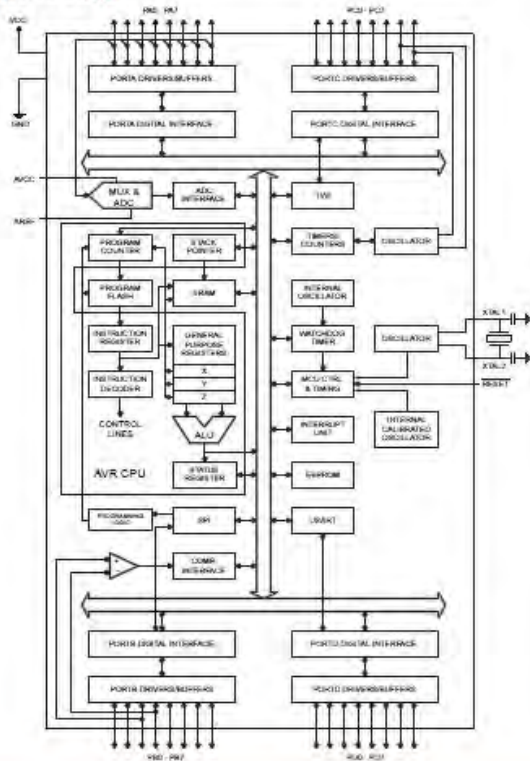 PA0 - PA7
PC0 - PC7
VCC
PORTA DRIVERS/BUFFERS
PORTC DRIVERS/BUFFERS
GND
PORTA DIGITAL INTERFACE
PORTC DIGITAL INTERFACE
AVCC
MUX &
ADC
ADC
INTERFACE
TWI
AREF
PROGRAM
COUNTER
STACK
POINTER
TIMERS/
COUNTERS
OSCILLATOR
PROGRAM
FLASH
SRAM
INTERNAL
OSCILLATOR
XTAL1
INSTRUCTION
REGISTER
GENERAL
PURPOSE
REGISTERS
WATCHDOG
TIMER
OSCILLATOR
X
Y
Z
XTAL2
INSTRUCTION
DECODER
MCU CTRL
& TIMING
RESET
CONTROL
LINES
ALU
INTERRUPT
UNIT
INTERNAL
CALIBRATED
OSCILLATOR
AVR CPU
STATUS
REGISTER
EEPROM
PROGRAMMING
LOGIC
SPI
USART
+
-
COMP.
INTERFACE
PORTB DIGITAL INTERFACE
PORTD DIGITAL INTERFACE
PORTB DRIVERS/BUFFERS
PORTD DRIVERS/BUFFERS
PB0 - PB7
PD0 - PD7